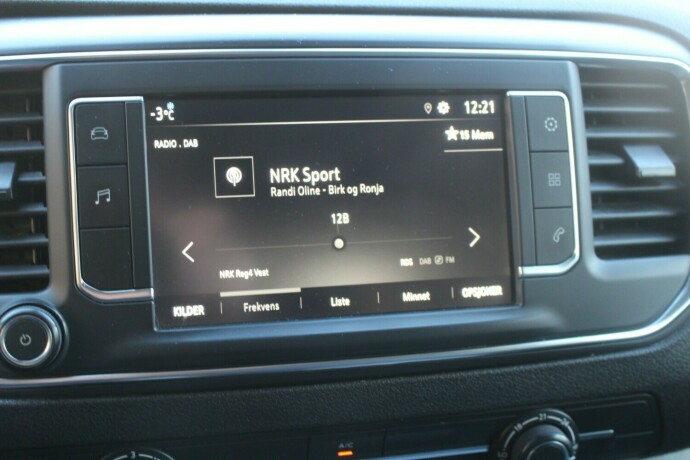 -3°C
12:21
RADIO . DAB
15 Mem
NRK Sport
Randi Oline - Birk og Ronja
12B
NRK Reg4 Vest
RDS DAB FM
KILDER Frekvens Liste Minnet OPSJONER
A/C
21